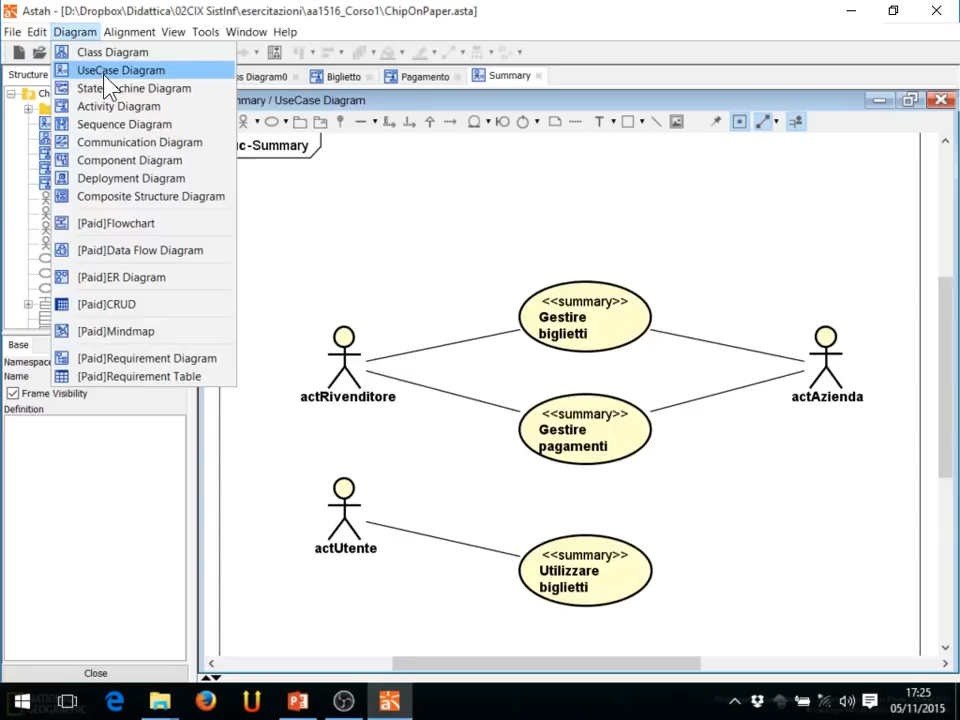 Astah - [D:\Dropbox\Didattica\02CIX SistInf\esercitazioni\aa1516_Corso1\ChipOnPaper.asta]
File Edit Diagram Alignment View Tools Window Help
Structure
Class Diagram
UseCase Diagram
Statemachine Diagram
Activity Diagram
Sequence Diagram
Communication Diagram
Component Diagram
Deployment Diagram
Composite Structure Diagram
[Paid]Flowchart
[Paid]Data Flow Diagram
[Paid]ER Diagram
[Paid]CRUD
[Paid]Mindmap
[Paid]Requirement Diagram
[Paid]Requirement Table
Base
Namespace
Name
Frame Visibility
Definition
Close
Diagram0 Biglietto Pagamento Summary
/ UseCase Diagram
T
uc-Summary
<<summary>>
Gestire
biglietti
actRivenditore
actAzienda
<<summary>>
Gestire
pagamenti
actUtente
<<summary>>
Utilizzare
biglietti
17:25
05/11/2015